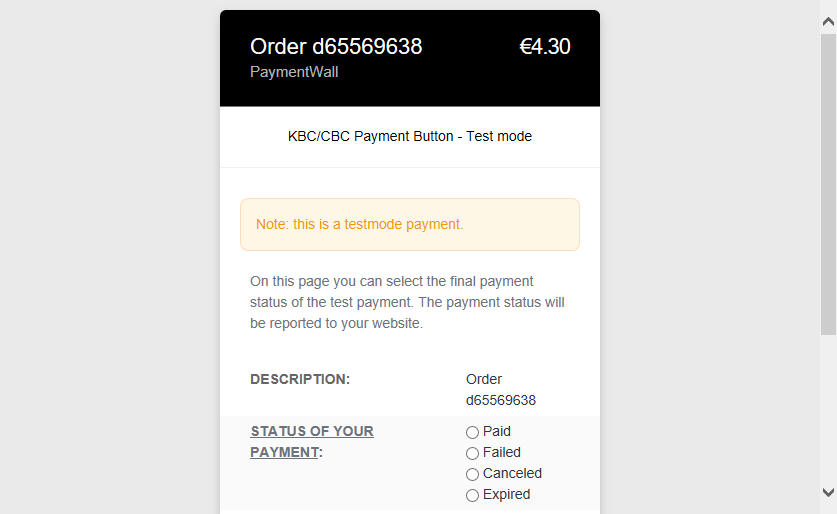 Order d65569638 €4.30
PaymentWall
KBC/CBC Payment Button - Test mode
Note: this is a testmode payment.
On this page you can select the final payment
status of the test payment. The payment status will
be reported to your website.
DESCRIPTION: Order
d65569638
STATUS OF YOUR
PAYMENT:
Paid
Failed
Canceled
Expired